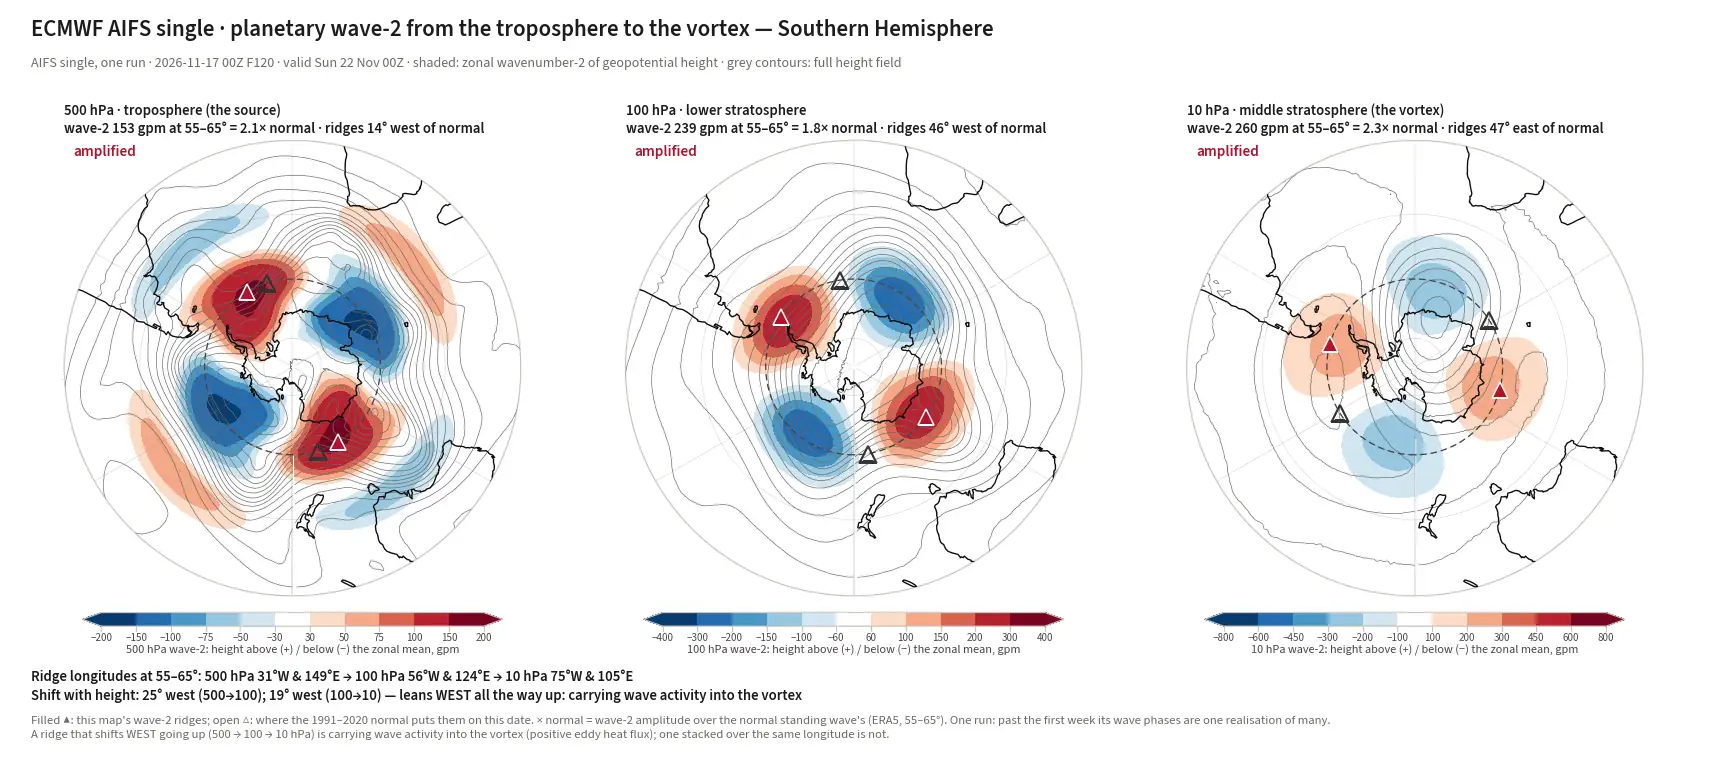 ECMWF AIFS single · planetary wave-2 from the troposphere to the vortex — Southern Hemisphere
AIFS single, one run · 2026-11-17 00Z F120 · valid Sun 22 Nov 00Z · shaded: zonal wavenumber-2 of geopotential height · grey contours: full height field
500 hPa · troposphere (the source)
wave-2 153 gpm at 55–65° = 2.1× normal · ridges 14° west of normal
amplified
100 hPa · lower stratosphere
wave-2 239 gpm at 55–65° = 1.8× normal · ridges 46° west of normal
amplified
10 hPa · middle stratosphere (the vortex)
wave-2 260 gpm at 55–65° = 2.3× normal · ridges 47° east of normal
amplified
−200 −150 −100 −75 −50 −30 30 50 75 100 150 200
500 hPa wave-2: height above (+) / below (−) the zonal mean, gpm
−400 −300 −200 −150 −100 −60 60 100 150 200 300 400
100 hPa wave-2: height above (+) / below (−) the zonal mean, gpm
−800 −600 −450 −300 −200 −100 100 200 300 450 600 800
10 hPa wave-2: height above (+) / below (−) the zonal mean, gpm
Ridge longitudes at 55–65°: 500 hPa 31°W & 149°E → 100 hPa 56°W & 124°E → 10 hPa 75°W & 105°E
Shift with height: 25° west (500→100); 19° west (100→10) — leans WEST all the way up: carrying wave activity into the vortex
Filled ▲: this map's wave-2 ridges; open △: where the 1991–2020 normal puts them on this date. × normal = wave-2 amplitude over the normal standing wave's (ERA5, 55–65°). One run: past the first week its wave phases are one realisation of many.
A ridge that shifts WEST going up (500 → 100 → 10 hPa) is carrying wave activity into the vortex (positive eddy heat flux); one stacked over the same longitude is not.